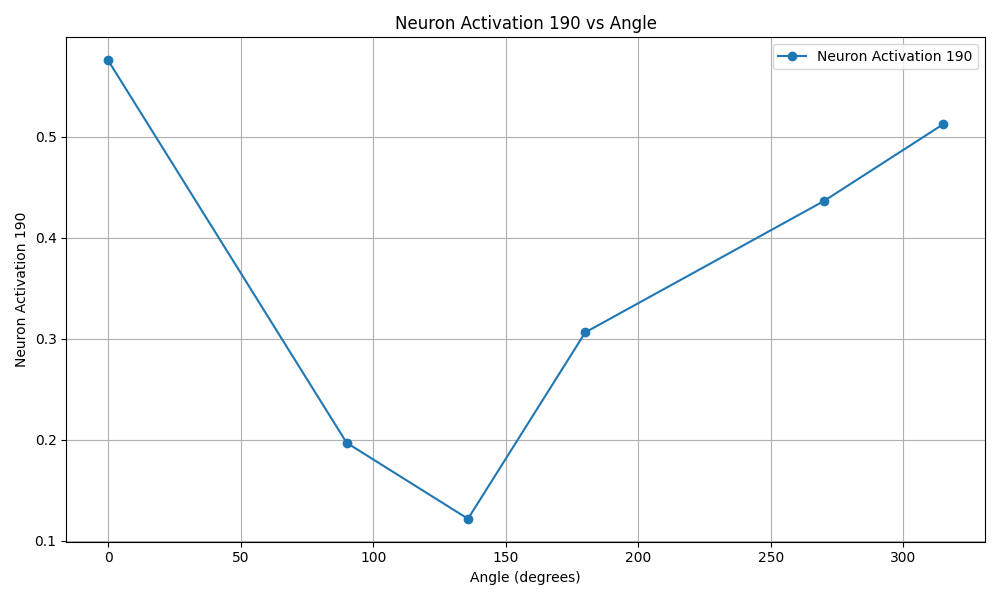 Neuron Activation 190 vs Angle
Neuron Activation 190
Neuron Activation 190
0.5
0.4
0.3
0.2
0.1
0 50 100 150 200 250 300
Angle (degrees)